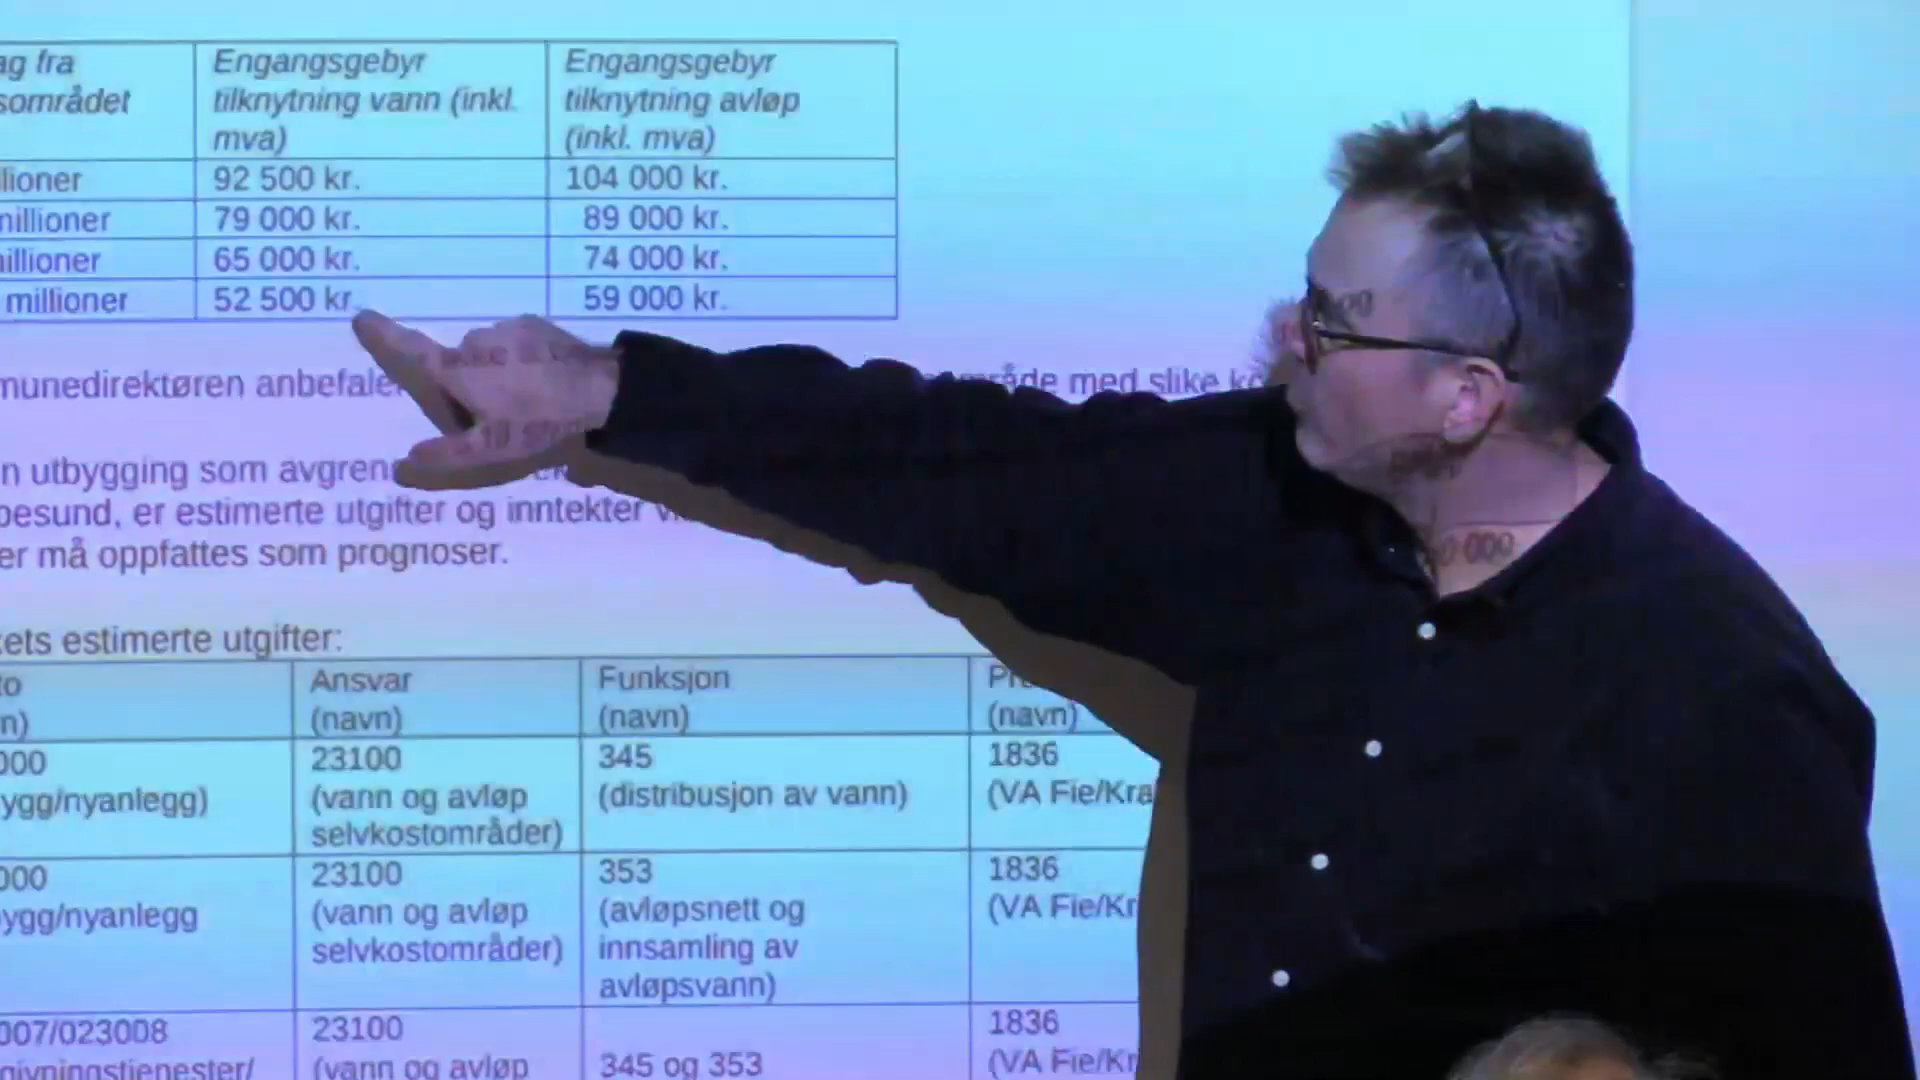 ag fra
Engangsgebyr
Engangsgebyr
sområdet
tilknytning vann (inkl.
tilknytning avløp
mva)
(inkl. mva)
lioner
92 500 kr.
104 000 kr.
millioner
79 000 kr.
89 000 kr.
illioner
65 000 kr.
74 000 kr.
millioner
52 500 kr.
59 000 kr.
munedirektøren anbefaler
område med slike
n utbygging som avgren
besund, er estimerte utgifter og inntekter
er må oppfattes som prognoser.
ets estimerte utgifter:
to
Ansvar
Funksjon
n)
(navn)
(navn)
(navn)
000
23100
345
1836
ygg/nyanlegg)
(vann og avløp
(distribusjon av vann)
(VA Fie/Kra
selvkostområder)
000
23100
353
1836
ygg/nyanlegg
(vann og avløp
(avløpsnett og
(VA Fie/Kr
selvkostområder)
innsamling av
avløpsvann)
007/023008
23100
1836
givningstjenester/
(vann og avløp
345 og 353
(VA Fie/Kr